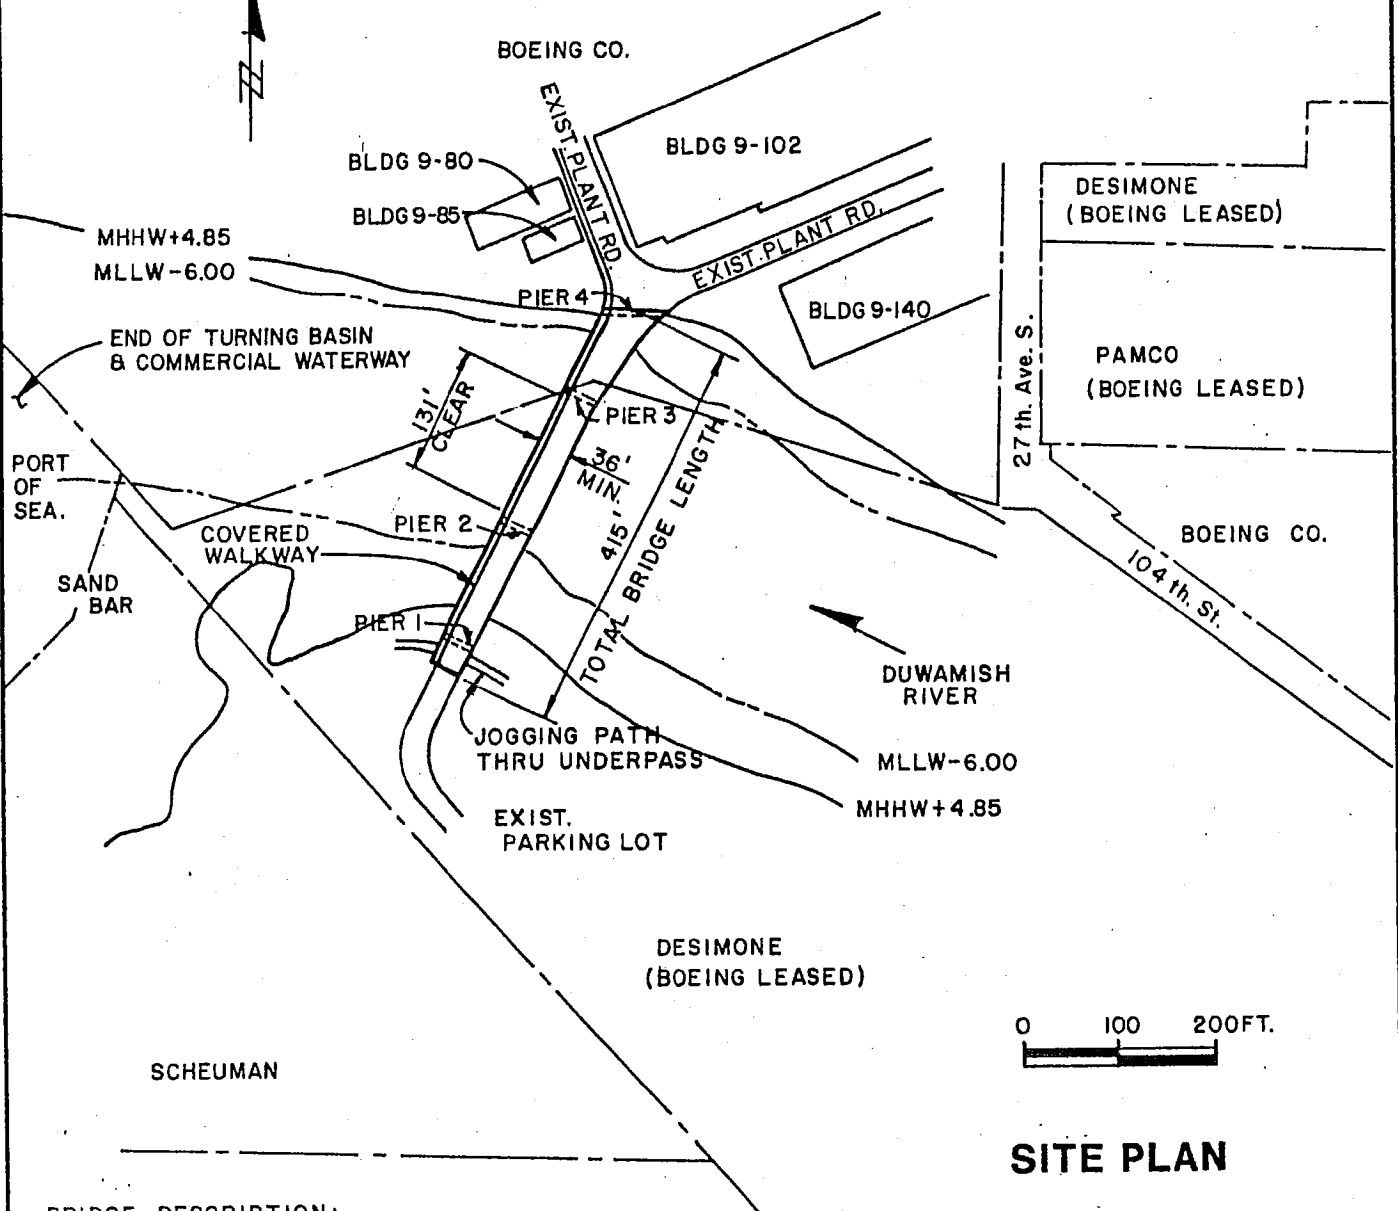 N
BOEING CO.
EXIST. PLANT RD.
BLDG 9-102
BLDG 9-80
BLDG 9-85
EXIST. PLANT RD.
DESIMONE
(BOEING LEASED)
MHHW+4.85
MLLW-6.00
PIER 4
BLDG 9-140
END OF TURNING BASIN
& COMMERCIAL WATERWAY
131'
CLEAR
PIER 3
27th. Ave. S.
PAMCO
(BOEING LEASED)
36'
MIN.
PORT
OF
SEA.
415'
TOTAL BRIDGE LENGTH
PIER 2
COVERED
WALKWAY
BOEING CO.
104th. St.
SAND
BAR
PIER 1
DUWAMISH
RIVER
JOGGING PATH
THRU UNDERPASS
MLLW-6.00
MHHW+4.85
EXIST.
PARKING LOT
DESIMONE
(BOEING LEASED)
0 100 200FT.
SCHEUMAN
SITE PLAN
BRIDGE DESCRIPTION: